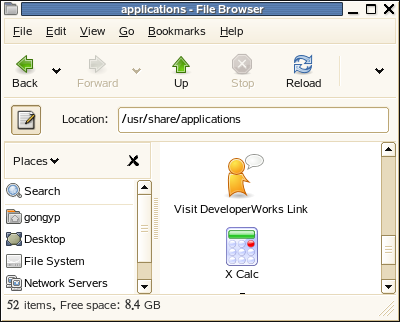 applications - File Browser
File Edit View Go Bookmarks Help
Back Forward Up Stop Reload
Location: /usr/share/applications
Places
Search
gongyp
Desktop
File System
Network Servers
Visit DeveloperWorks Link
X Calc
52 items, Free space: 8,4 GB